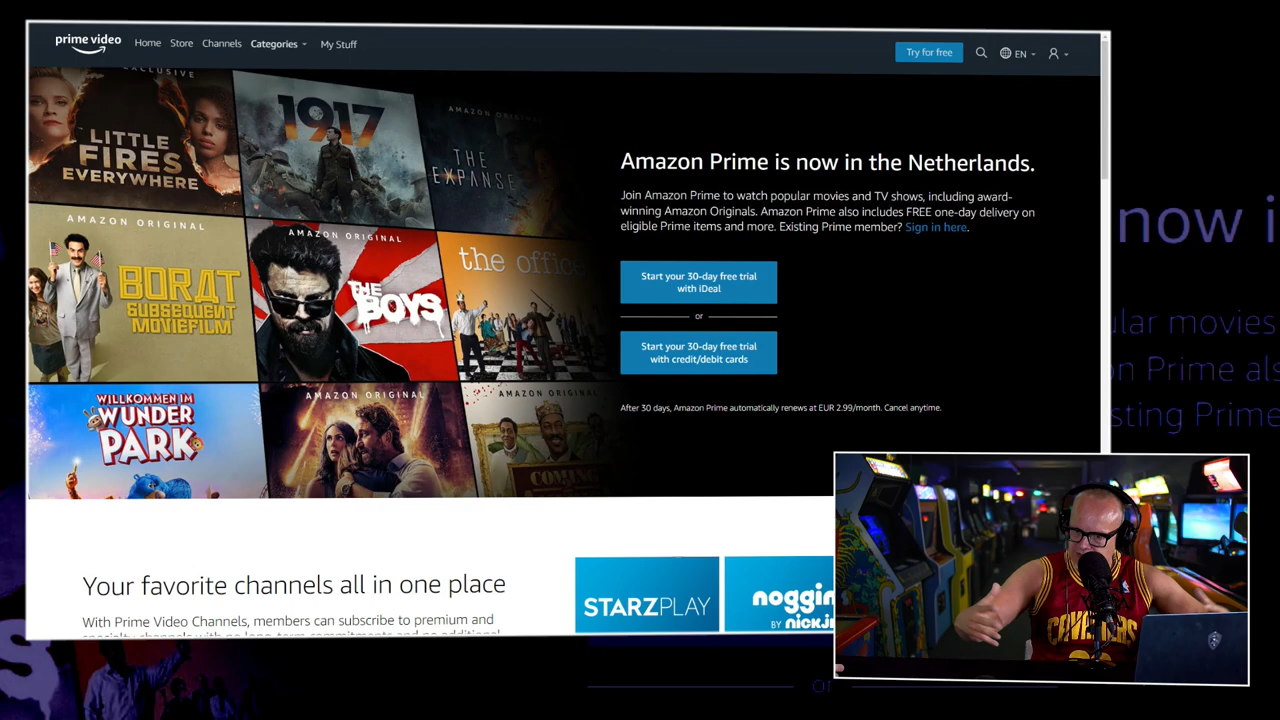 prime video
Home
Store
Channels
Categories
My Stuff
Try for free
EN
EXCLUSIVE
LITTLE
FIRES
EVERYWHERE
1917
AMAZON ORIGINAL
THE
EXPANSE
Amazon Prime is now in the Netherlands.
Join Amazon Prime to watch popular movies and TV shows, including award-
winning Amazon Originals. Amazon Prime also includes FREE one-day delivery on
eligible Prime items and more. Existing Prime member? Sign in here.
now i
AMAZON ORIGINAL
BORAT
SUBSEQUENT
MOVIEFILM
AMAZON ORIGINAL
THE
BOYS
the office
Start your 30-day free trial
with iDeal
or
Start your 30-day free trial
with credit/debit cards
ular movies
on Prime als
sting Prime
After 30 days, Amazon Prime automatically renews at EUR 2.99/month. Cancel anytime.
WILLKOMMEN IM
WUNDER
PARK
AMAZON ORIGINAL
AMAZON ORIGINAL
COMING
Your favorite channels all in one place
With Prime Video Channels, members can subscribe to premium and
STARZPLAY
noggin
BY nickjr
CAVALIERS
or